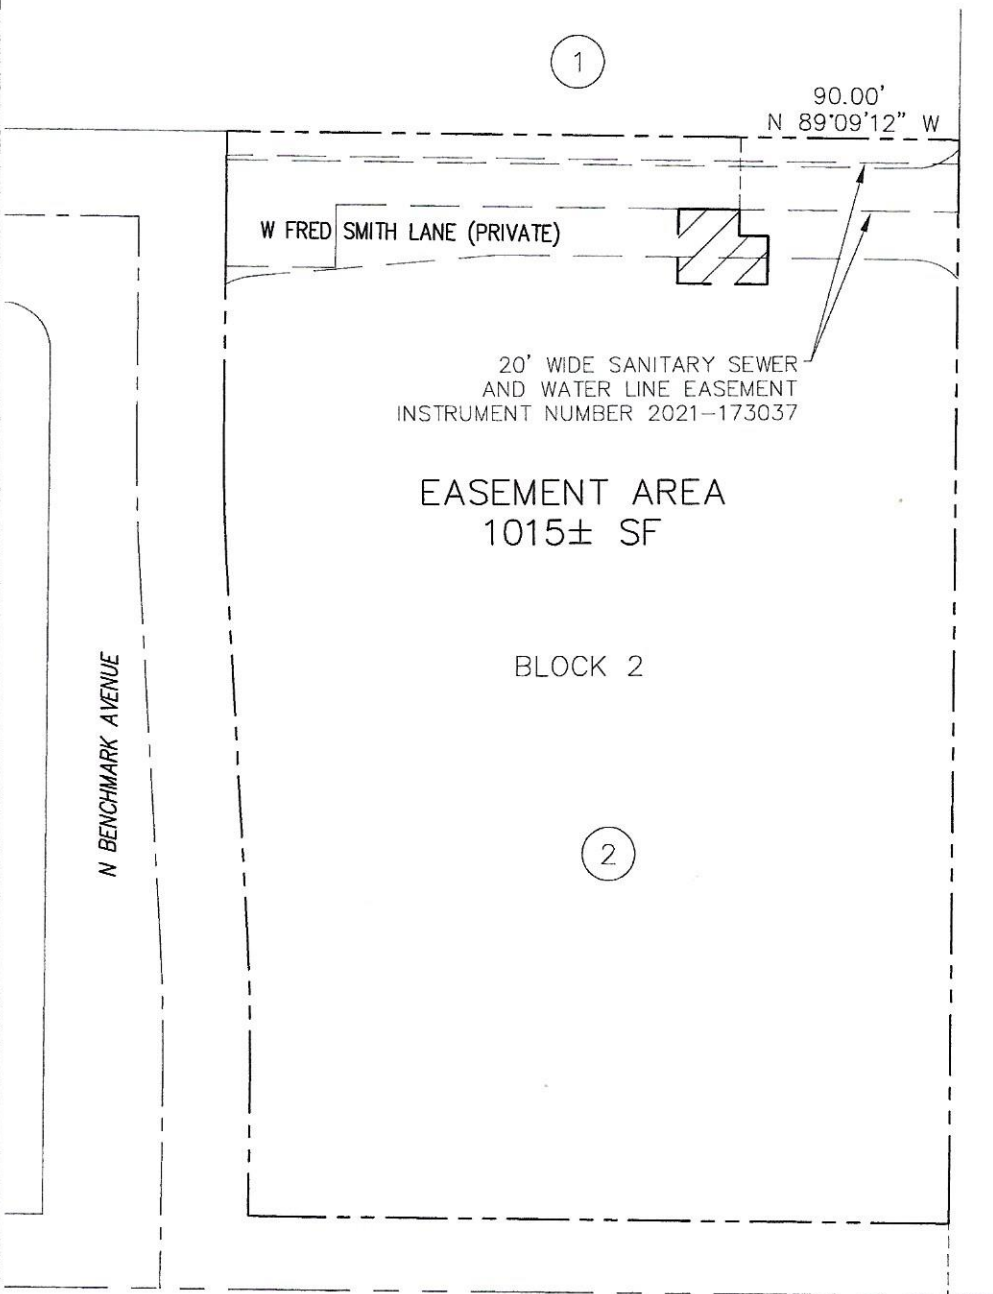 1
90.00'
N 89°09'12" W
W FRED SMITH LANE (PRIVATE)
20' WIDE SANITARY SEWER
AND WATER LINE EASEMENT
INSTRUMENT NUMBER 2021-173037
EASEMENT AREA
1015± SF
BLOCK 2
N BENCHMARK AVENUE
2